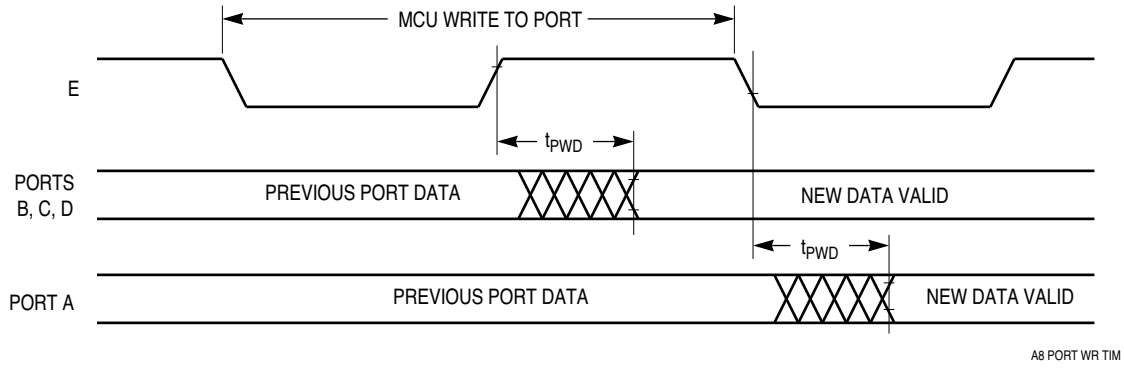 MCU WRITE TO PORT
E
tPWD
PORTS
B, C, D
PREVIOUS PORT DATA
NEW DATA VALID
tPWD
PORT A
PREVIOUS PORT DATA
NEW DATA VALID
A8 PORT WR TIM